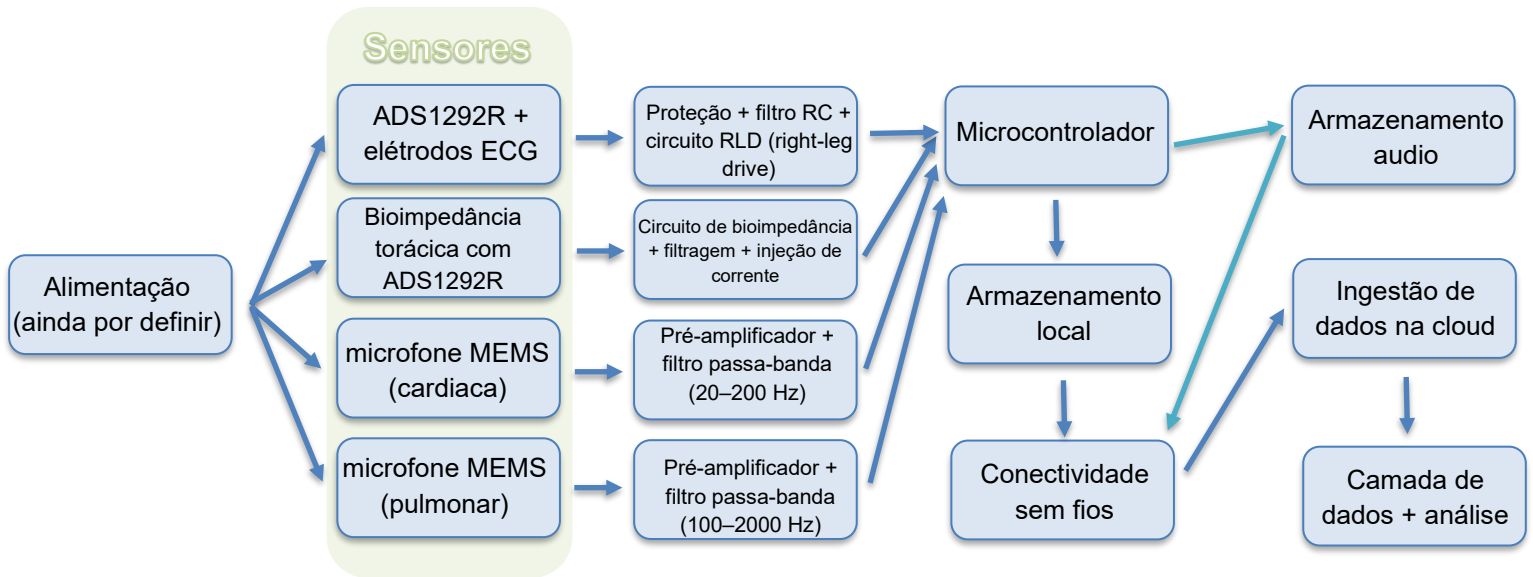 Sensores
Alimentação
(ainda por definir)
ADS1292R +
elétrodos ECG
Bioimpedância
torácica com
ADS1292R
microfone MEMS
(cardiaca)
microfone MEMS
(pulmonar)
Proteção + filtro RC +
circuito RLD (right-leg
drive)
Circuito de bioimpedância
+ filtragem + injeção de
corrente
Pré-amplificador +
filtro passa-banda
(20–200 Hz)
Pré-amplificador +
filtro passa-banda
(100–2000 Hz)
Microcontrolador
Armazenamento
local
Conectividade
sem fios
Armazenamento
audio
Ingestão de
dados na cloud
Camada de
dados + análise